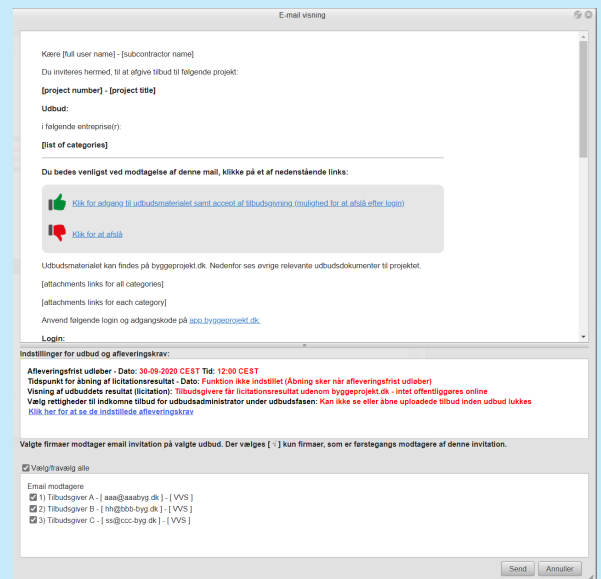 E-mail visning
Kære [full user name] - [subcontractor name]
Du inviteres hermed, til at afgive tilbud til følgende projekt:
[project number] - [project title]
Udbud:
i følgende entreprise(r):
[list of categories]
Du bedes venligst ved modtagelse af denne mail, klikke på et af nedenstående links:
Klik for adgang til udbudsmaterialet samt accept af tilbudsgivning (mulighed for at afslå efter login)
Klik for at afslå
Udbudsmaterialet kan findes på byggeprojekt.dk. Nedenfor ses øvrige relevante udbudsdokumenter til projektet.
[attachments links for all categories]
[attachments links for each category]
Anvend følgende login og adgangskode på app.byggeprojekt.dk:
Login:
Indstillinger for udbud og afleveringskrav:
Afleveringsfrist udløber - Dato: 30-09-2020 CEST Tid: 12:00 CEST
Tidspunkt for åbning af licitationsresultat - Dato: Funktion ikke indstillet (Åbning sker når afleveringsfrist udløber)
Visning af udbuddets resultat (licitation): Tilbudsgivere får licitationsresultat udenom byggeprojekt.dk - intet offentliggøres online
Vælg rettigheder til indkomne tilbud for udbudsadministrator under udbudsfasen: Kan ikke se eller åbne uploadede tilbud inden udbud lukkes
Klik her for at se de indstillede afleveringskrav
Valgte firmaer modtager email invitation på valgte udbud. Der vælges [ √ ] kun firmaer, som er førstegangs modtagere af denne invitation.
Vælg/fravælg alle
Email modtagere
1) Tilbudsgiver A - [ aaa@aaabyg.dk ] - [ VVS ]
2) Tilbudsgiver B - [ hh@bbb-byg.dk ] - [ VVS ]
3) Tilbudsgiver C - [ ss@ccc-byg.dk ] - [ VVS ]
Send Annuller